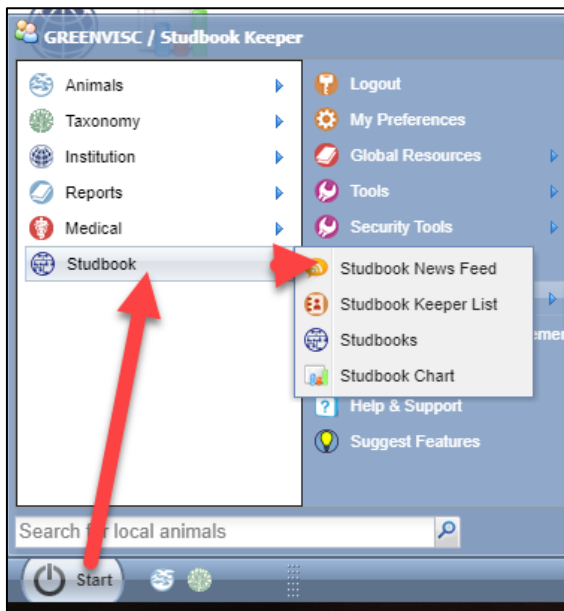 GREENVISC / Studbook Keeper
Animals
Taxonomy
Institution
Reports
Medical
Studbook
Logout
My Preferences
Global Resources
Tools
Security Tools
Studbook News Feed
Studbook Keeper List
Studbooks
Studbook Chart
Help & Support
Suggest Features
Search for local animals
Start